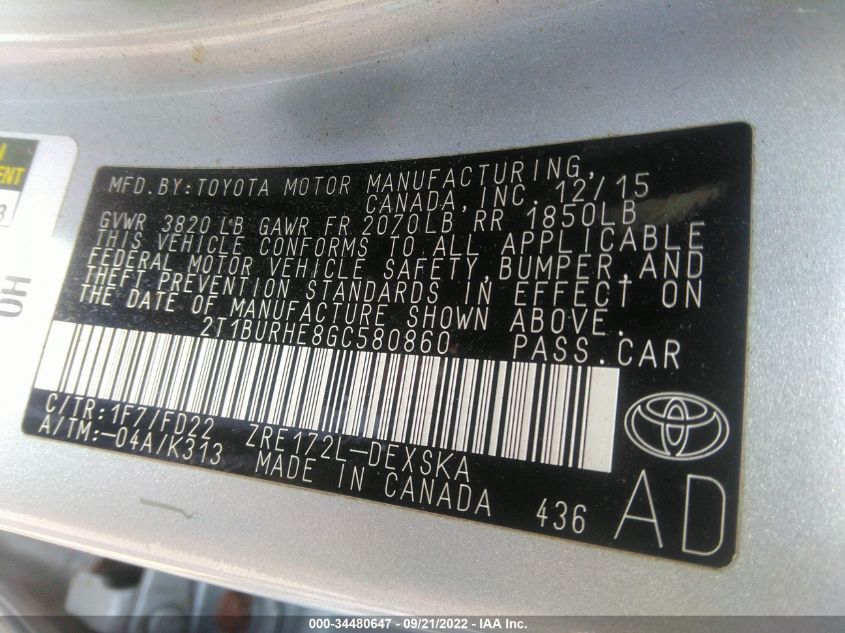 MFD.BY:TOYOTA MOTOR MANUFACTURING,
CANADA, INC. 12/15
GVWR 3820 LB GAWR FR 2070LB RR 1850LB
THIS VEHICLE CONFORMS TO ALL APPLICABLE
FEDERAL MOTOR VEHICLE SAFETY, BUMPER, AND
THEFT PREVENTION STANDARDS IN EFFECT ON
THE DATE OF MANUFACTURE SHOWN ABOVE.
2T1BURHE8GC580860 PASS.CAR
C/TR:1F7/FD22 ZRE172L-DEXSKA
A/TM:-04A/K313 MADE IN CANADA 436
AD
OH
000-34480647 - 09/21/2022 - IAA Inc.